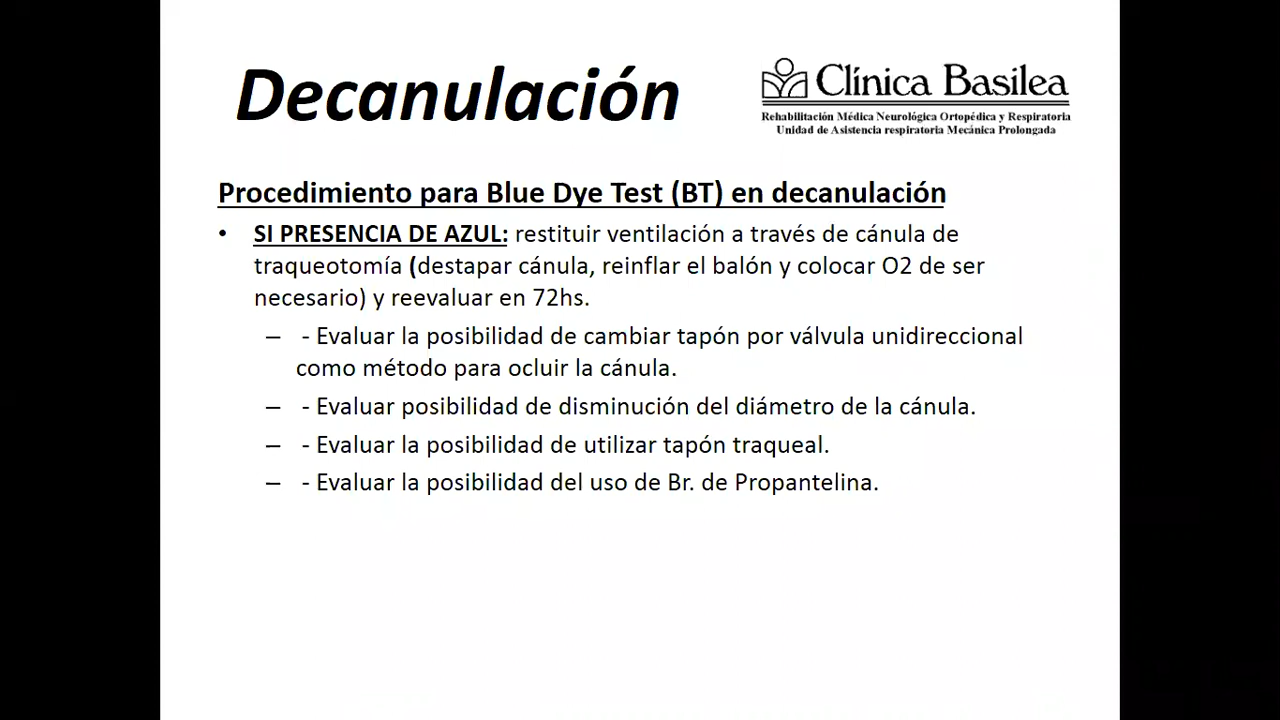 Decanulación
Clínica Basilea
Rehabilitación Médica Neurológica Ortopédica y Respiratoria
Unidad de Asistencia respiratoria Mecánica Prolongada
Procedimiento para Blue Dye Test (BT) en decanulación
• SI PRESENCIA DE AZUL: restituir ventilación a través de cánula de
traqueotomía (destapar cánula, reinflar el balón y colocar O2 de ser
necesario) y reevaluar en 72hs.
– - Evaluar la posibilidad de cambiar tapón por válvula unidireccional
como método para ocluir la cánula.
– - Evaluar posibilidad de disminución del diámetro de la cánula.
– - Evaluar la posibilidad de utilizar tapón traqueal.
– - Evaluar la posibilidad del uso de Br. de Propantelina.